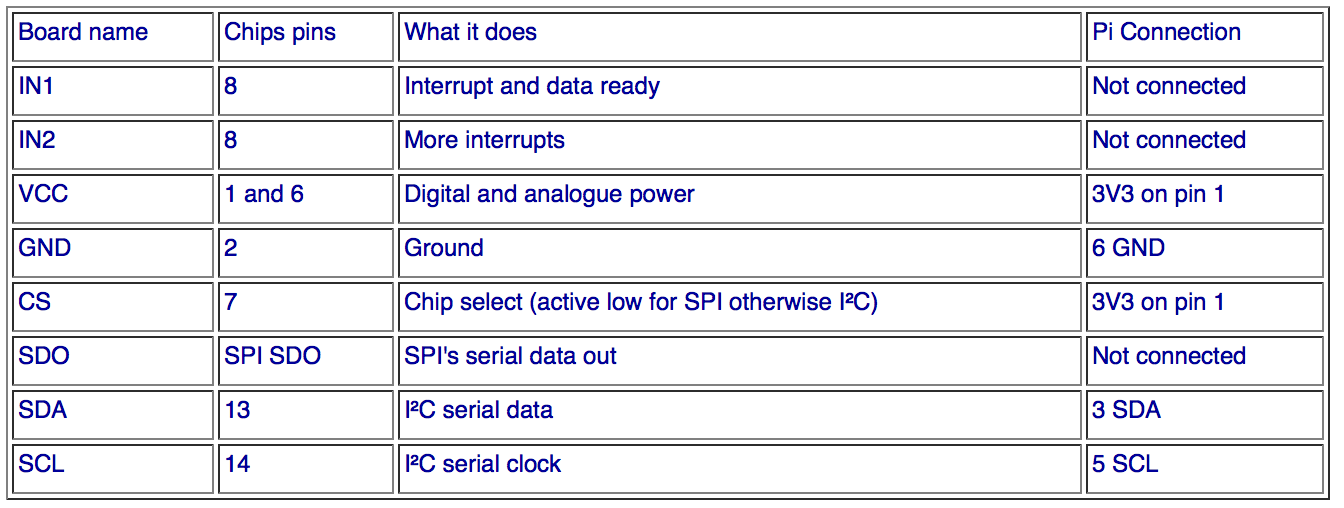 Board name Chips pins What it does Pi Connection
IN1 8 Interrupt and data ready Not connected
IN2 8 More interrupts Not connected
VCC 1 and 6 Digital and analogue power 3V3 on pin 1
GND 2 Ground 6 GND
CS 7 Chip select (active low for SPI otherwise I²C) 3V3 on pin 1
SDO SPI SDO SPI's serial data out Not connected
SDA 13 I²C serial data 3 SDA
SCL 14 I²C serial clock 5 SCL